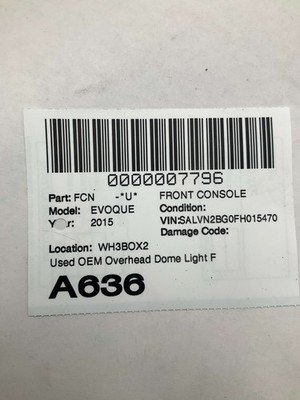 0000007796
Part: FCN -*U* FRONT CONSOLE
Model: EVOQUE Condition:
Year: 2015 VIN:SALVN2BG0FH015470
Damage Code:
Location: WH3BOX2
Used OEM Overhead Dome Light F
A636